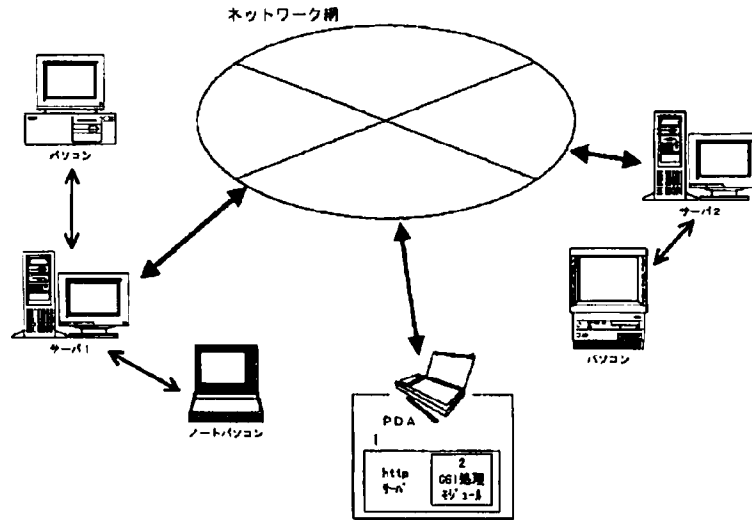 ネットワーク網
パソコン
サーバ2
サーバ1
パソコン
ノートパソコン
PDA
1
http
サーバ
2
CGI処理
モジュール